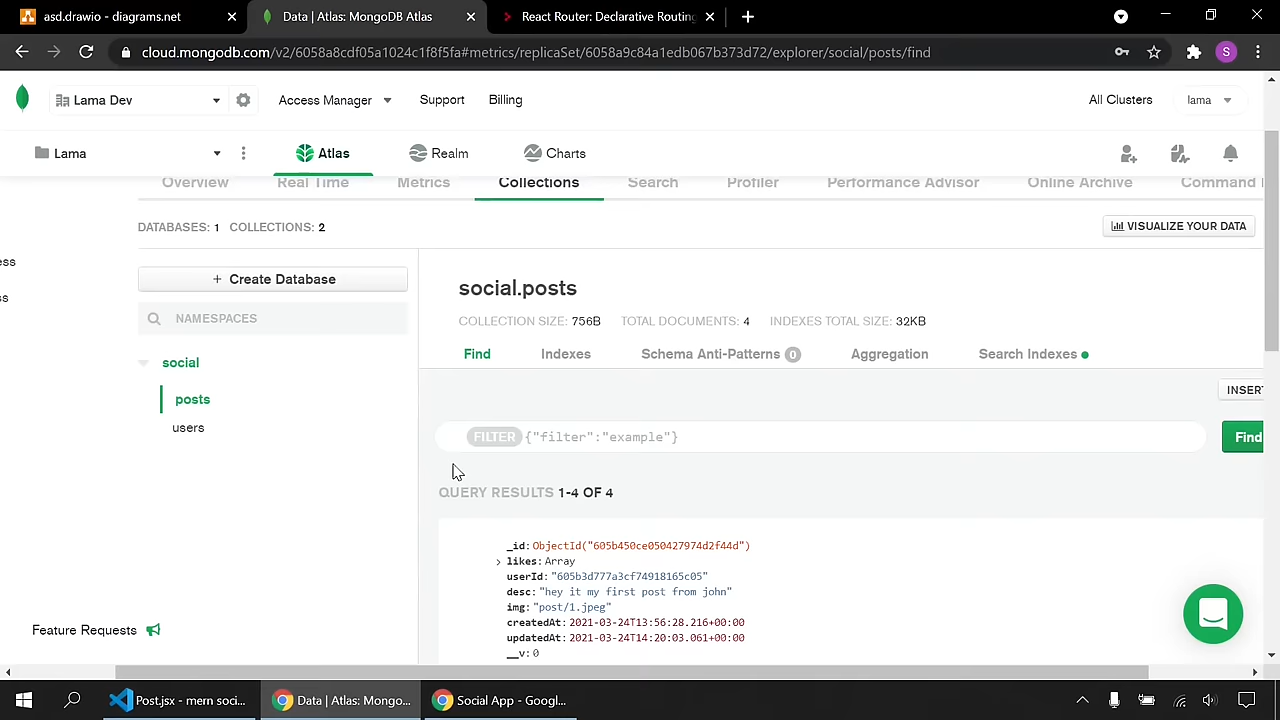 asd.drawio - diagrams.net
Data | Atlas: MongoDB Atlas
React Router: Declarative Routing
cloud.mongodb.com/v2/6058a8cdf05a1024c1f8f5fa#metrics/replicaSet/6058a9c84a1edb067b373d72/explorer/social/posts/find
S
Lama Dev
Access Manager
Support
Billing
All Clusters
lama
Lama
Atlas
Realm
Charts
Overview
Real Time
Metrics
Collections
Search
Profiler
Performance Advisor
Online Archive
Command
DATABASES: 1 COLLECTIONS: 2
VISUALIZE YOUR DATA
ess
s
+ Create Database
NAMESPACES
social
posts
users
Feature Requests
social.posts
COLLECTION SIZE: 756B TOTAL DOCUMENTS: 4 INDEXES TOTAL SIZE: 32KB
Find
Indexes
Schema Anti-Patterns 0
Aggregation
Search Indexes
INSERT
FILTER {"filter":"example"}
Find
QUERY RESULTS 1-4 OF 4
_id: ObjectId("605b450ce050427974d2f44d")
> likes: Array
userId: "605b3d777a3cf74918165c05"
desc: "hey it my first post from john"
img: "post/1.jpeg"
createdAt: 2021-03-24T13:56:28.216+00:00
updatedAt: 2021-03-24T14:20:03.061+00:00
__v: 0
Post.jsx - mern soci...
Data | Atlas: Mongo...
Social App - Googl...